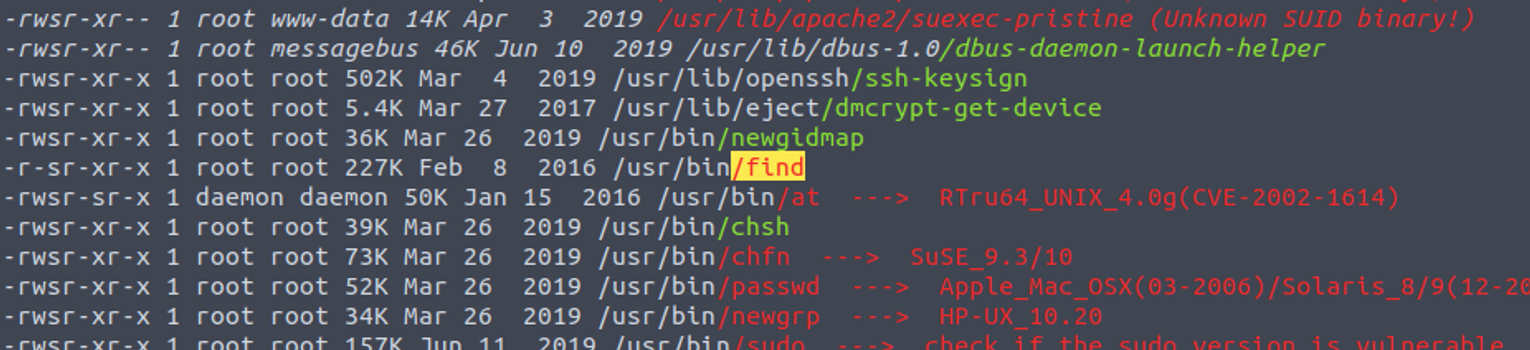 -rwsr-xr-- 1 root www-data 14K Apr  3  2019 /usr/lib/apache2/suexec-pristine (Unknown SUID binary!)
-rwsr-xr-- 1 root messagebus 46K Jun 10  2019 /usr/lib/dbus-1.0/dbus-daemon-launch-helper
-rwsr-xr-x 1 root root 502K Mar  4  2019 /usr/lib/openssh/ssh-keysign
-rwsr-xr-x 1 root root 5.4K Mar 27  2017 /usr/lib/eject/dmcrypt-get-device
-rwsr-xr-x 1 root root 36K Mar 26  2019 /usr/bin/newgidmap
-r-sr-xr-x 1 root root 227K Feb  8  2016 /usr/bin/find
-rwsr-sr-x 1 daemon daemon 50K Jan 15  2016 /usr/bin/at  --->  RTru64_UNIX_4.0g(CVE-2002-1614)
-rwsr-xr-x 1 root root 39K Mar 26  2019 /usr/bin/chsh
-rwsr-xr-x 1 root root 73K Mar 26  2019 /usr/bin/chfn  --->  SuSE_9.3/10
-rwsr-xr-x 1 root root 52K Mar 26  2019 /usr/bin/passwd  --->  Apple_Mac_OSX(03-2006)/Solaris_8/9(12-20
-rwsr-xr-x 1 root root 34K Mar 26  2019 /usr/bin/newgrp  --->  HP-UX_10.20
-rwsr-xr-x 1 root root 157K Jun 11  2019 /usr/bin/sudo  --->  check if the sudo version is vulnerable